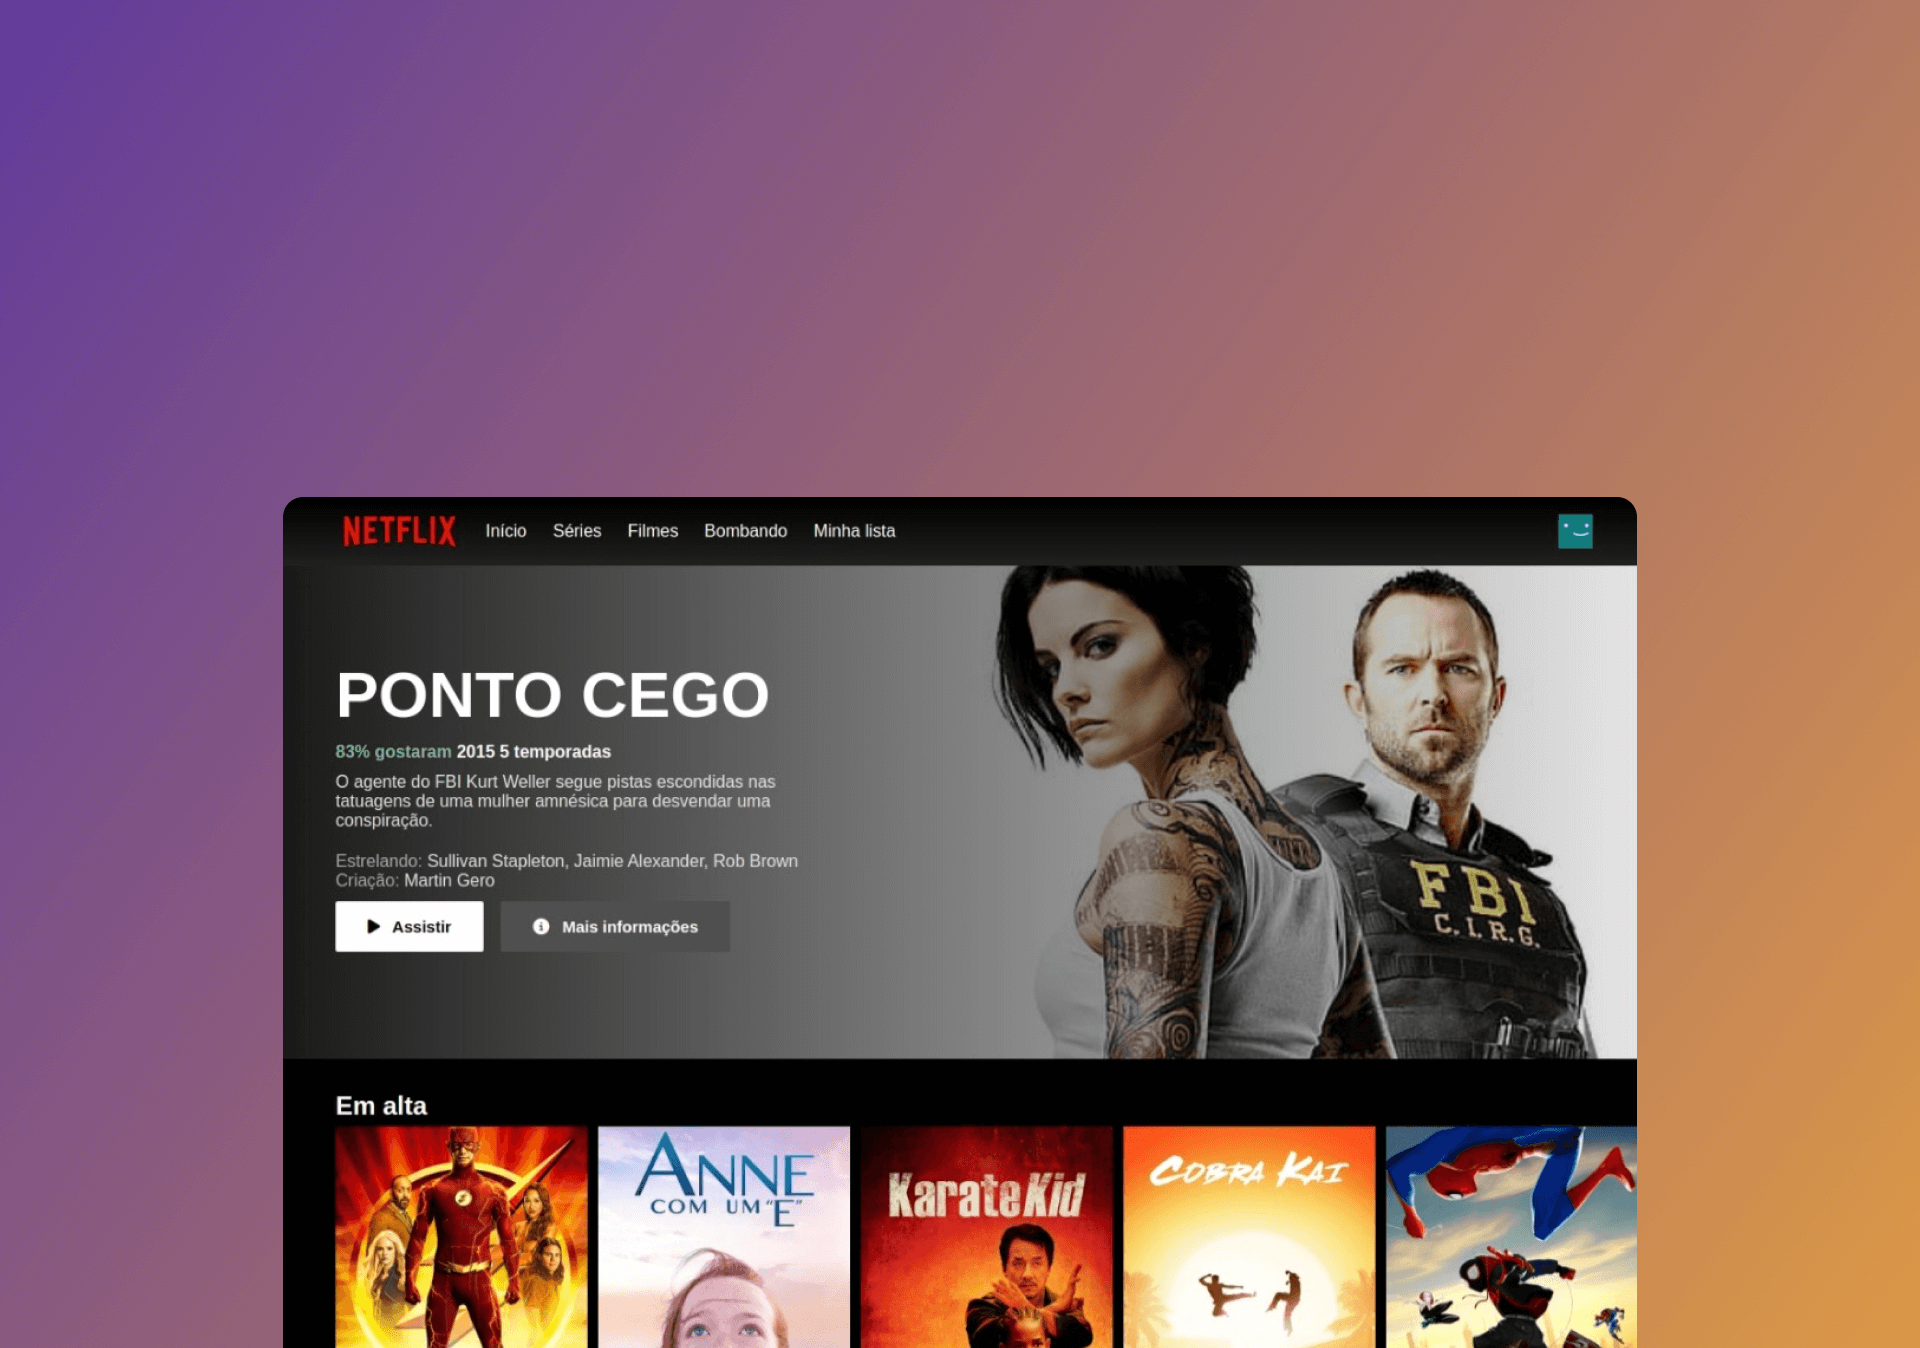 NETFLIX Início Séries Filmes Bombando Minha lista
PONTO CEGO
83% gostaram 2015 5 temporadas
O agente do FBI Kurt Weller segue pistas escondidas nas
tatuagens de uma mulher amnésica para desvendar uma
conspiração.
Estrelando: Sullivan Stapleton, Jaimie Alexander, Rob Brown
Criação: Martin Gero
Assistir Mais informações
FBI
C.I.R.G.
Em alta
ANNE
COM UM "E"
Karate Kid
COBRA KAI